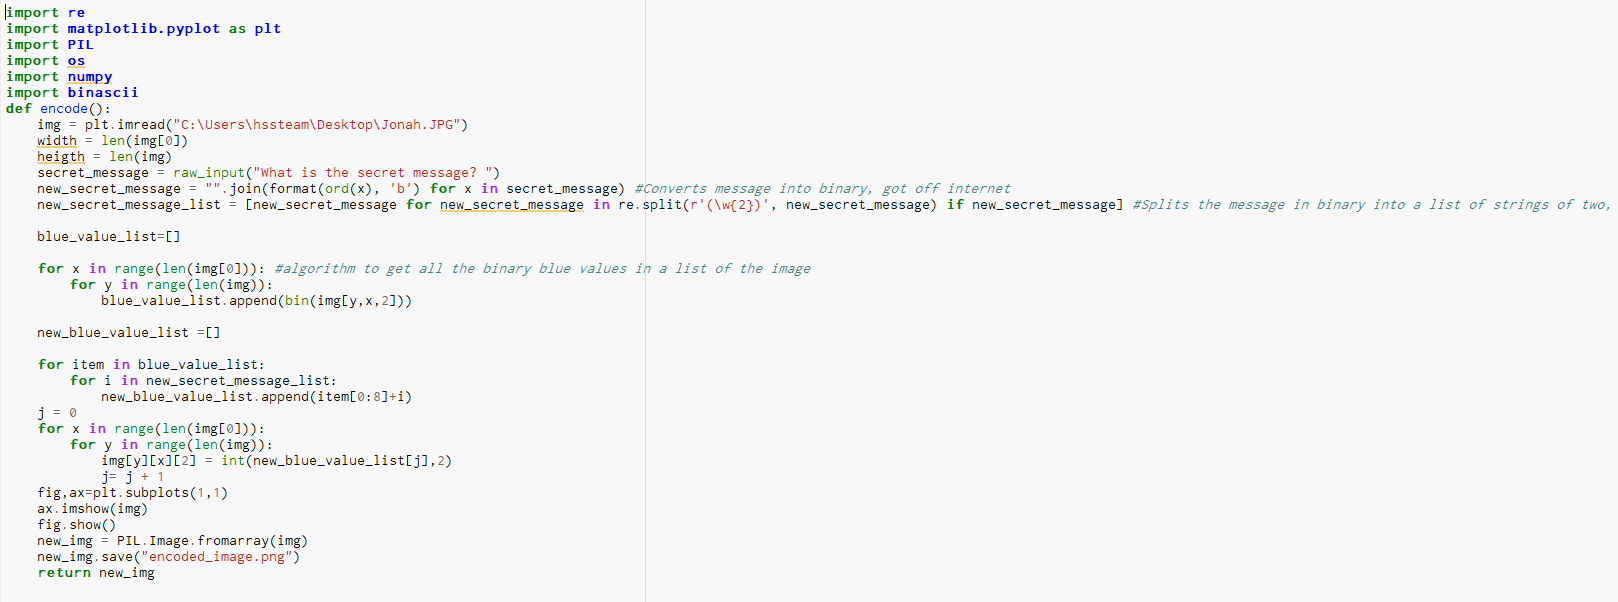 import re
import matplotlib.pyplot as plt
import PIL
import os
import numpy
import binascii
def encode():
    img = plt.imread("C:\Users\hssteam\Desktop\Jonah.JPG")
    width = len(img[0])
    heigth = len(img)
    secret_message = raw_input("What is the secret message? ")
    new_secret_message = "".join(format(ord(x), 'b') for x in secret_message) #Converts message into binary, got off internet
    new_secret_message_list = [new_secret_message for new_secret_message in re.split(r'(\w{2})', new_secret_message) if new_secret_message] #Splits the message in binary into a list of strings of two,
    blue_value_list=[]
    for x in range(len(img[0])): #algorithm to get all the binary blue values in a list of the image
        for y in range(len(img)):
            blue_value_list.append(bin(img[y,x,2]))
    new_blue_value_list =[]
    for item in blue_value_list:
        for i in new_secret_message_list:
            new_blue_value_list.append(item[0:8]+i)
    j = 0
    for x in range(len(img[0])):
        for y in range(len(img)):
            img[y][x][2] = int(new_blue_value_list[j],2)
            j= j + 1
    fig,ax=plt.subplots(1,1)
    ax.imshow(img)
    fig.show()
    new_img = PIL.Image.fromarray(img)
    new_img.save("encoded_image.png")
    return new_img